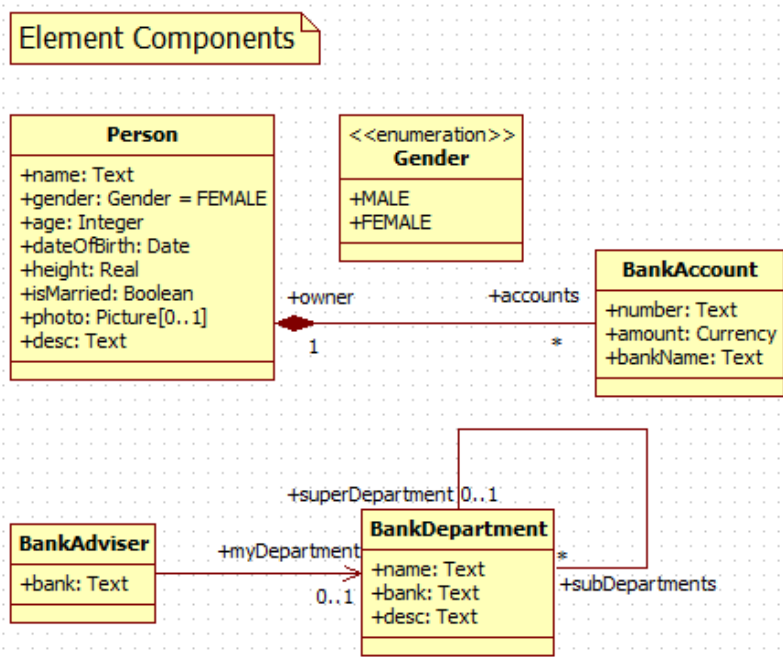 Element Components
Person
+name: Text
+gender: Gender = FEMALE
+age: Integer
+dateOfBirth: Date
+height: Real
+isMarried: Boolean
+photo: Picture[0..1]
+desc: Text
<<enumeration>>
Gender
+MALE
+FEMALE
+owner
1
+accounts
*
BankAccount
+number: Text
+amount: Currency
+bankName: Text
BankAdviser
+bank: Text
+myDepartment
0..1
+superDepartment
0..1
BankDepartment
+name: Text
+bank: Text
+desc: Text
*
+subDepartments